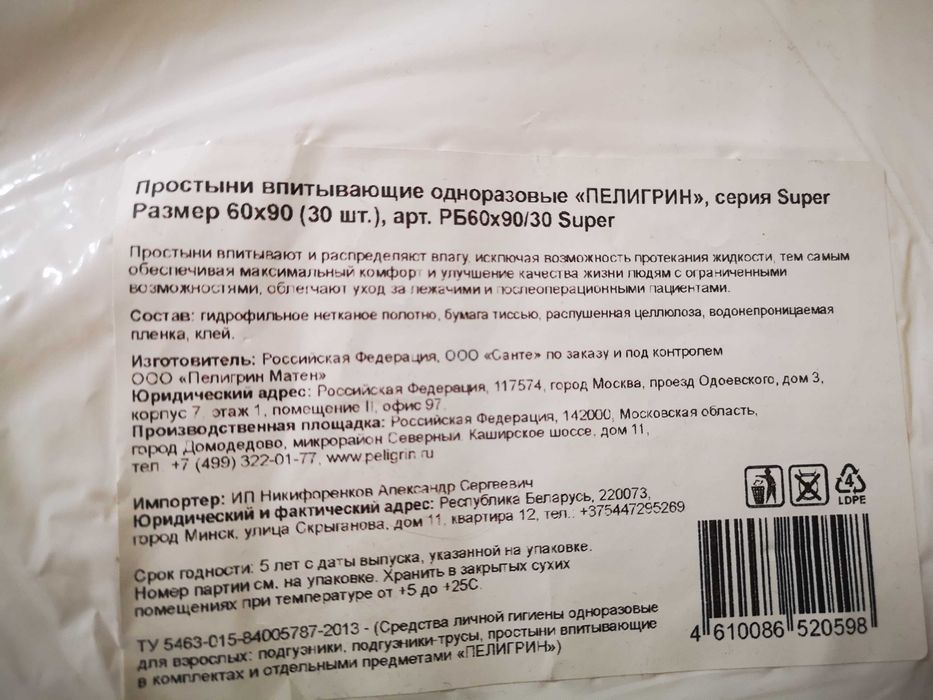 Простыни впитывающие одноразовые «ПЕЛИГРИН», серия Super
Размер 60х90 (30 шт.), арт. РБ60х90/30 Super
Простыни впитывают и распределяют влагу, исключая возможность протекания жидкости, тем самым
обеспечивая максимальный комфорт и улучшение качества жизни людям с ограниченными
возможностями, облегчают уход за лежачими и послеоперационными пациентами.
Состав: гидрофильное нетканое полотно, бумага тиссью, распушенная целлюлоза, водонепроницаемая
пленка, клей.
Изготовитель: Российская Федерация, ООО «Санте» по заказу и под контролем
ООО «Пелигрин Матен»
Юридический адрес: Российская Федерация, 117574, город Москва, проезд Одоевского, дом 3,
корпус 7, этаж 1, помещение II, офис 97.
Производственная площадка: Российская Федерация, 142000, Московская область,
город Домодедово, микрорайон Северный, Каширское шоссе, дом 11,
тел. +7 (499) 322-01-77, www.peligrin.ru
Импортер: ИП Никифоренков Александр Сергеевич
Юридический и фактический адрес: Республика Беларусь, 220073,
город Минск, улица Скрыганова, дом 11, квартира 12, тел.: +375447295269
LDPE
4
Срок годности: 5 лет с даты выпуска, указанной на упаковке.
Номер партии см. на упаковке. Хранить в закрытых сухих
помещениях при температуре от +5 до +25С.
ТУ 5463-015-84005787-2013 - (Средства личной гигиены одноразовые
для взрослых: подгузники, подгузники-трусы, простыни впитывающие
в комплектах и отдельными предметами «ПЕЛИГРИН»)
4 610086 520598